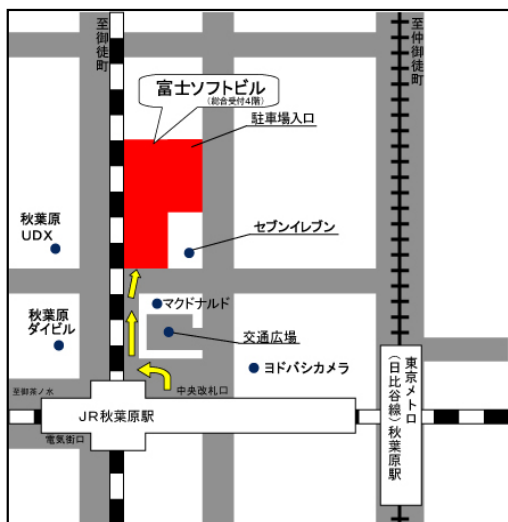 至御徒町
至仲御徒町
富士ソフトビル
(総合受付4階)
駐車場入口
秋葉原
UDX
セブンイレブン
マクドナルド
秋葉原
ダイビル
交通広場
ヨドバシカメラ
至御茶ノ水
中央改札口
JR秋葉原駅
電気街口
東京メトロ
(日比谷線)秋葉原駅